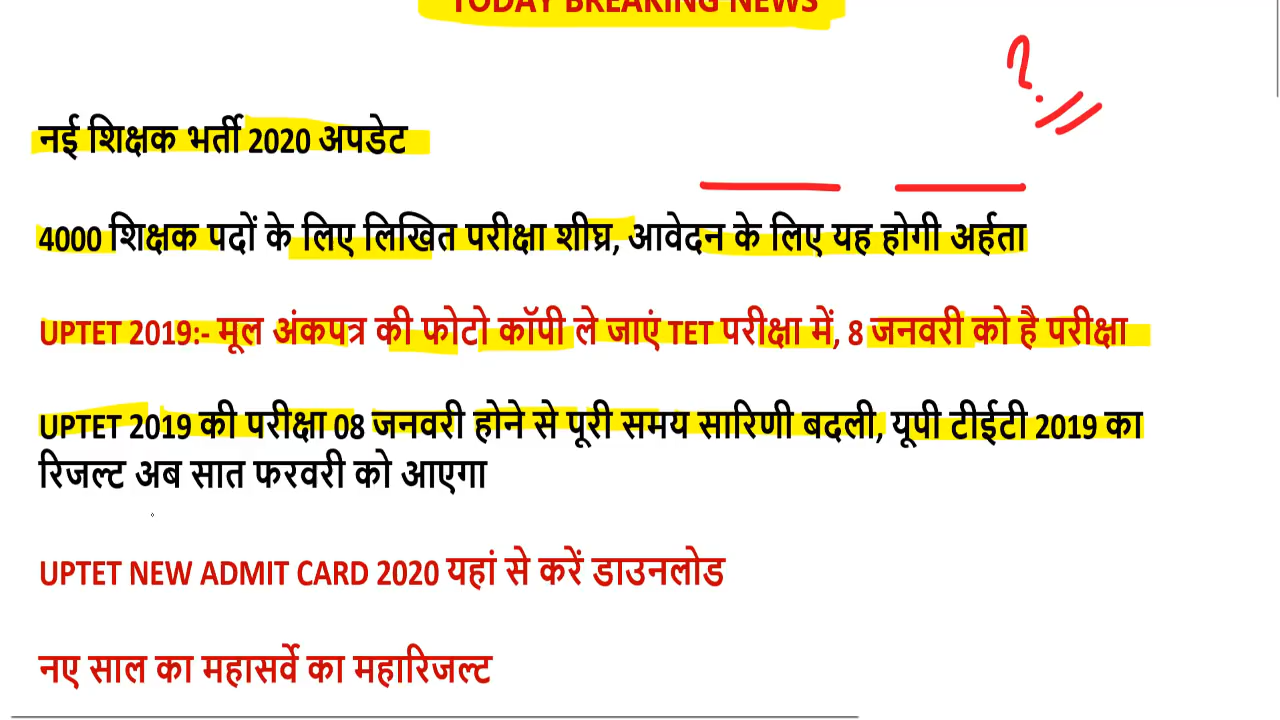 TODAY BREAKING NEWS
नई शिक्षक भर्ती 2020 अपडेट
4000 शिक्षक पदों के लिए लिखित परीक्षा शीघ्र, आवेदन के लिए यह होगी अर्हता
UPTET 2019:- मूल अंकपत्र की फोटो कॉपी ले जाएं TET परीक्षा में, 8 जनवरी को है परीक्षा
UPTET 2019 की परीक्षा 08 जनवरी होने से पूरी समय सारिणी बदली, यूपी टीईटी 2019 का
रिजल्ट अब सात फरवरी को आएगा
UPTET NEW ADMIT CARD 2020 यहां से करें डाउनलोड
नए साल का महासर्वे का महारिजल्ट